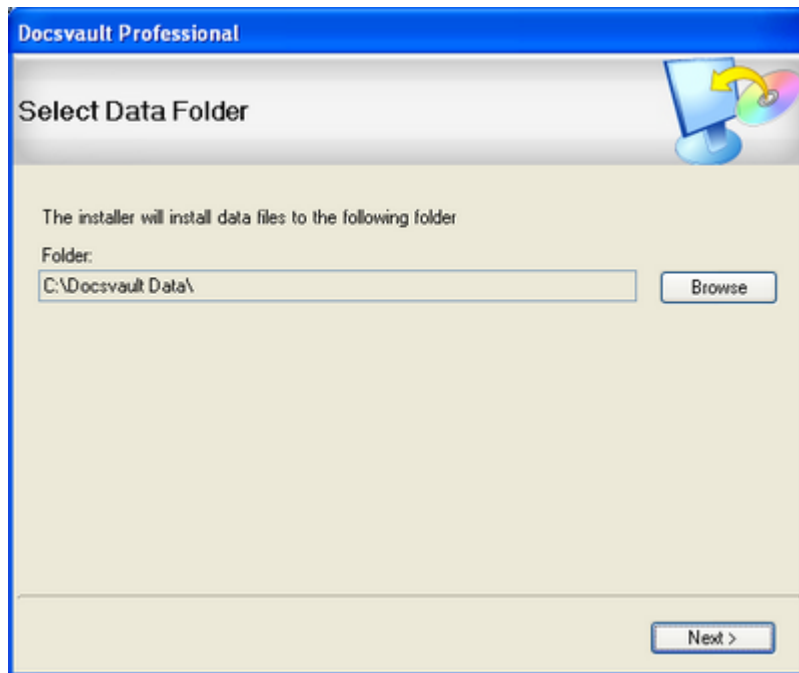 Docsvault Professional
Select Data Folder
The installer will install data files to the following folder
Folder:
C:\Docsvault Data\
Browse
Next >